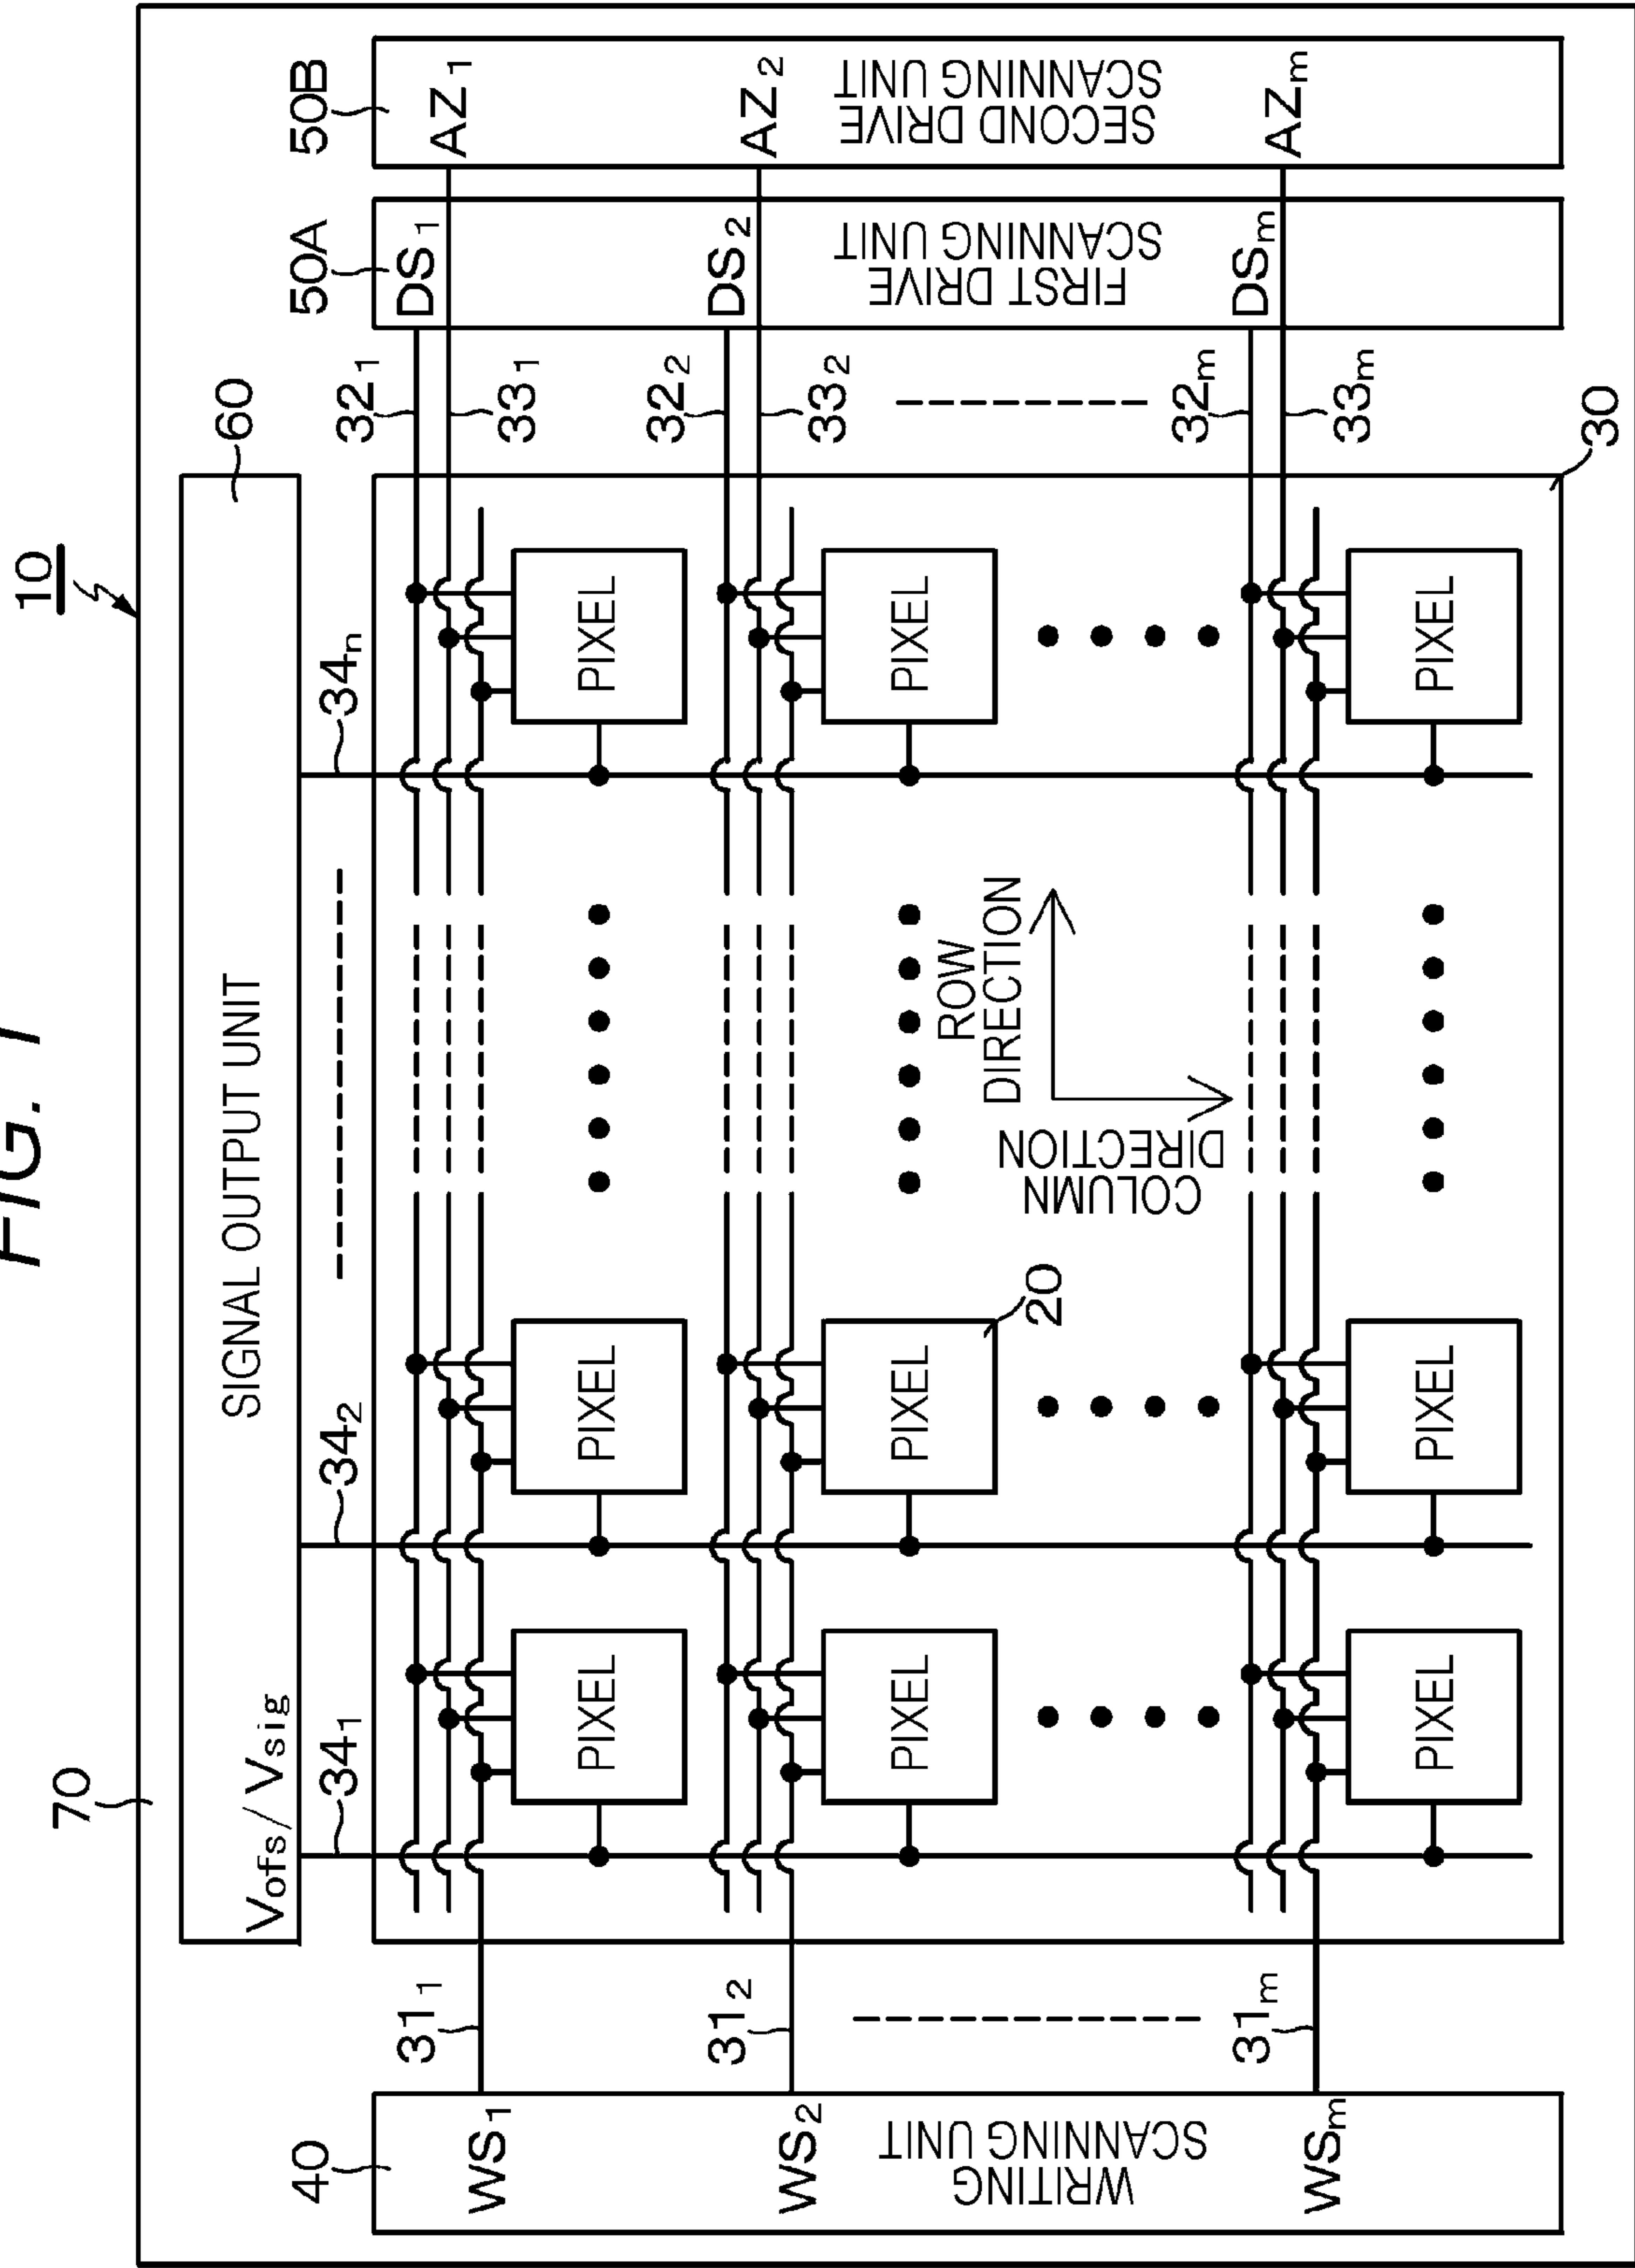 FIG. 1
10
70
60
SIGNAL OUTPUT UNIT
Vofs/Vsig
40
34₁
34₂
34ₙ
50A
50B
WS₁
31₁
PIXEL
PIXEL
PIXEL
32₁
33₁
DS₁
AZ₁
WS₂
31₂
PIXEL
PIXEL
PIXEL
32₂
33₂
DS₂
AZ₂
20
WRITING
SCANNING UNIT
COLUMN
DIRECTION
ROW
DIRECTION
FIRST DRIVE
SCANNING UNIT
SECOND DRIVE
SCANNING UNIT
WSₘ
31ₘ
PIXEL
PIXEL
PIXEL
32ₘ
33ₘ
DSₘ
AZₘ
30